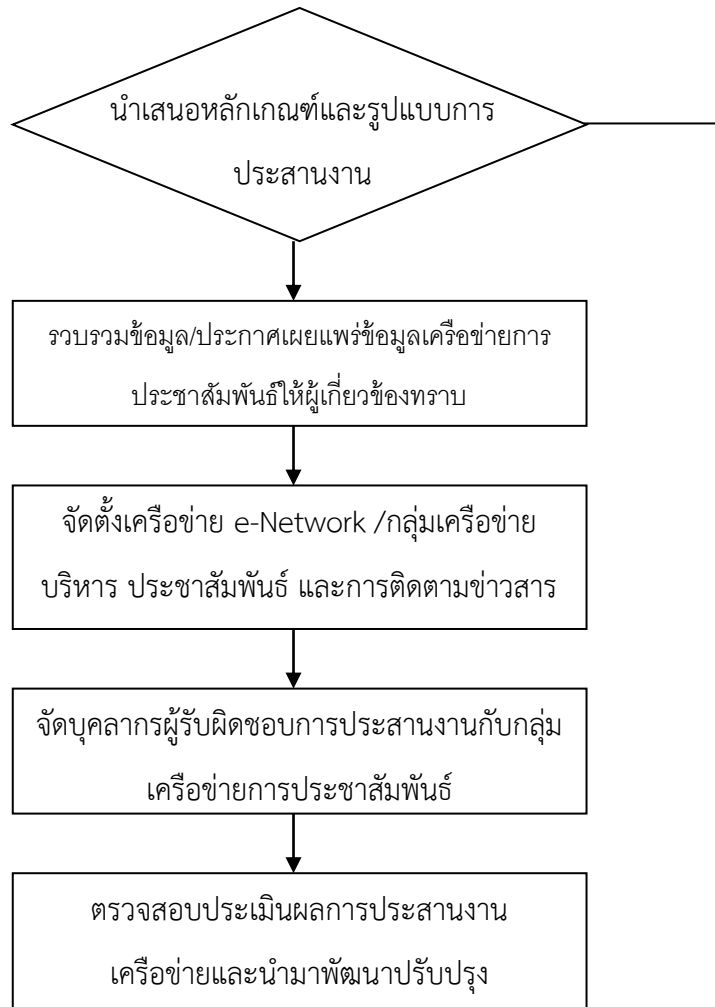 นำเสนอหลักเกณฑ์และรูปแบบการ
ประสานงาน
รวบรวมข้อมูล/ประกาศเผยแพร่ข้อมูลเครือข่ายการ
ประชาสัมพันธ์ให้ผู้เกี่ยวข้องทราบ
จัดตั้งเครือข่าย e-Network /กลุ่มเครือข่าย
บริหาร ประชาสัมพันธ์ และการติดตามข่าวสาร
จัดบุคลากรผู้รับผิดชอบการประสานงานกับกลุ่ม
เครือข่ายการประชาสัมพันธ์
ตรวจสอบประเมินผลการประสานงาน
เครือข่ายและนำมาพัฒนาปรับปรุง